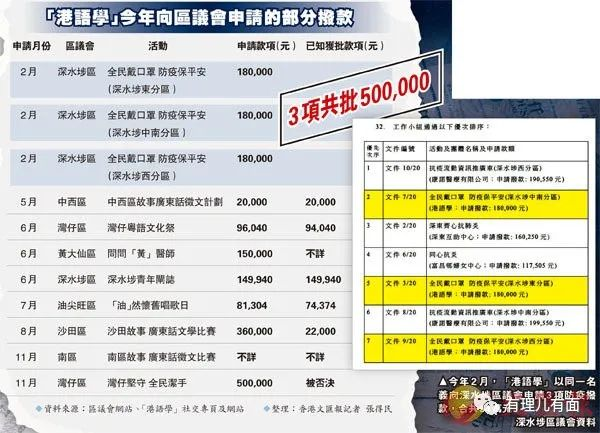 「港語學」今年向區議會申請的部分撥款
申請月份 區議會 活動 申請款項(元) 已知獲批款項(元)
2月 深水埗區 全民戴口罩 防疫保平安 180,000
(深水埗東分區)
2月 深水埗區 全民戴口罩 防疫保平安 180,000
(深水埗中南分區)
2月 深水埗區 全民戴口罩 防疫保平安 180,000
(深水埗西分區)
3項共批500,000
5月 中西區 中西區故事廣東話徵文計劃 20,000 20,000
6月 灣仔區 灣仔粵語文化祭 96,040 94,040
6月 黃大仙區 問問「黃」醫師 150,000 不詳
6月 深水埗區 深水埗青年閘誌 149,940 149,940
7月 油尖旺區 「油」然懷舊唱歌日 81,304 74,374
8月 沙田區 沙田故事 廣東話文學比賽 360,000 22,000
11月 南區 南區故事 廣東話徵文比賽 不詳 不詳
11月 灣仔區 灣仔堅守 全民潔手 500,000 被否決
資料來源:區議會網站、「港語學」社交專頁及網站 整理:香港文匯報記者 張得民
32. 工作小組通過以下優次排序:
優先次序 文件編號 活動及團體名稱及申請款額
1 文件 10/20 抗疫流動資訊推廣車(深水埗西分區)
(康諾醫療有限公司;申請撥款:190,550元)
2 文件 7/20 全民戴口罩 防疫保平安(深水埗中南分區)
(港語學;申請撥款:180,000元)
3 文件 2/20 深東齊心抗肺炎
(深東互助中心;申請撥款:160,250元)
4 文件 6/20 同心抗炎
(富昌邨婦女中心;申請撥款:117,505元)
5 文件 3/20 全民戴口罩 防疫保平安(深水埗東分區)
(港語學;申請撥款:180,000元)
6 文件 8/20 抗疫流動資訊推廣車(深水埗中南分區)
(康諾醫療有限公司;申請撥款:199,550元)
7 文件 9/20 全民戴口罩 防疫保平安(深水埗西分區)
(港語學;申請撥款:180,000元)
▲今年2月,「港語學」以同一名
義向深水埗區議會申請3項防疫撥
款,合共
深水埗區議會資料
有理儿有面